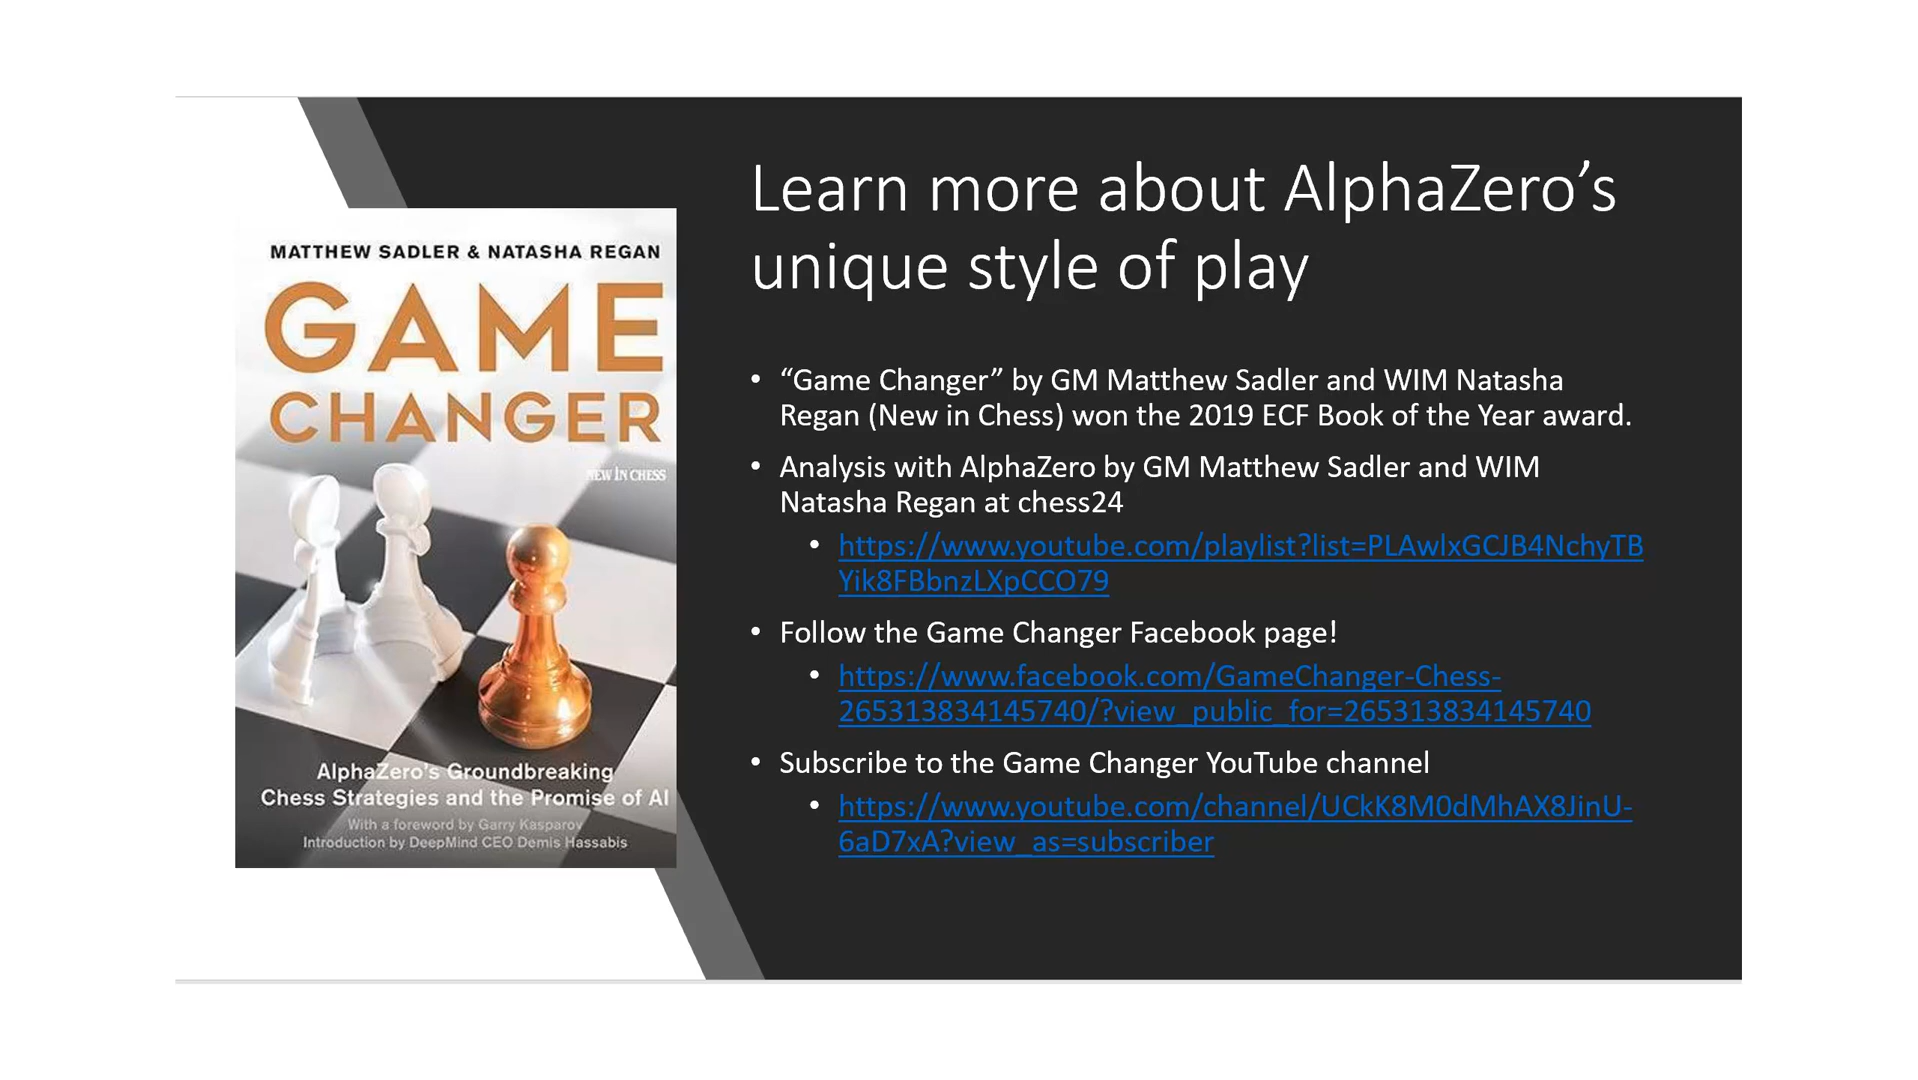 MATTHEW SADLER & NATASHA REGAN
GAME
CHANGER
NEW IN CHESS
AlphaZero's Groundbreaking
Chess Strategies and the Promise of AI
With a foreword by Garry Kasparov
Introduction by DeepMind CEO Demis Hassabis
Learn more about AlphaZero’s
unique style of play
• “Game Changer” by GM Matthew Sadler and WIM Natasha
Regan (New in Chess) won the 2019 ECF Book of the Year award.
• Analysis with AlphaZero by GM Matthew Sadler and WIM
Natasha Regan at chess24
• https://www.youtube.com/playlist?list=PLAwlxGCJB4NchyTB
Yik8FBbnzLXpCCO79
• Follow the Game Changer Facebook page!
• https://www.facebook.com/GameChanger-Chess-
265313834145740/?view_public_for=265313834145740
• Subscribe to the Game Changer YouTube channel
• https://www.youtube.com/channel/UCkK8M0dMhAX8JinU-
6aD7xA?view_as=subscriber